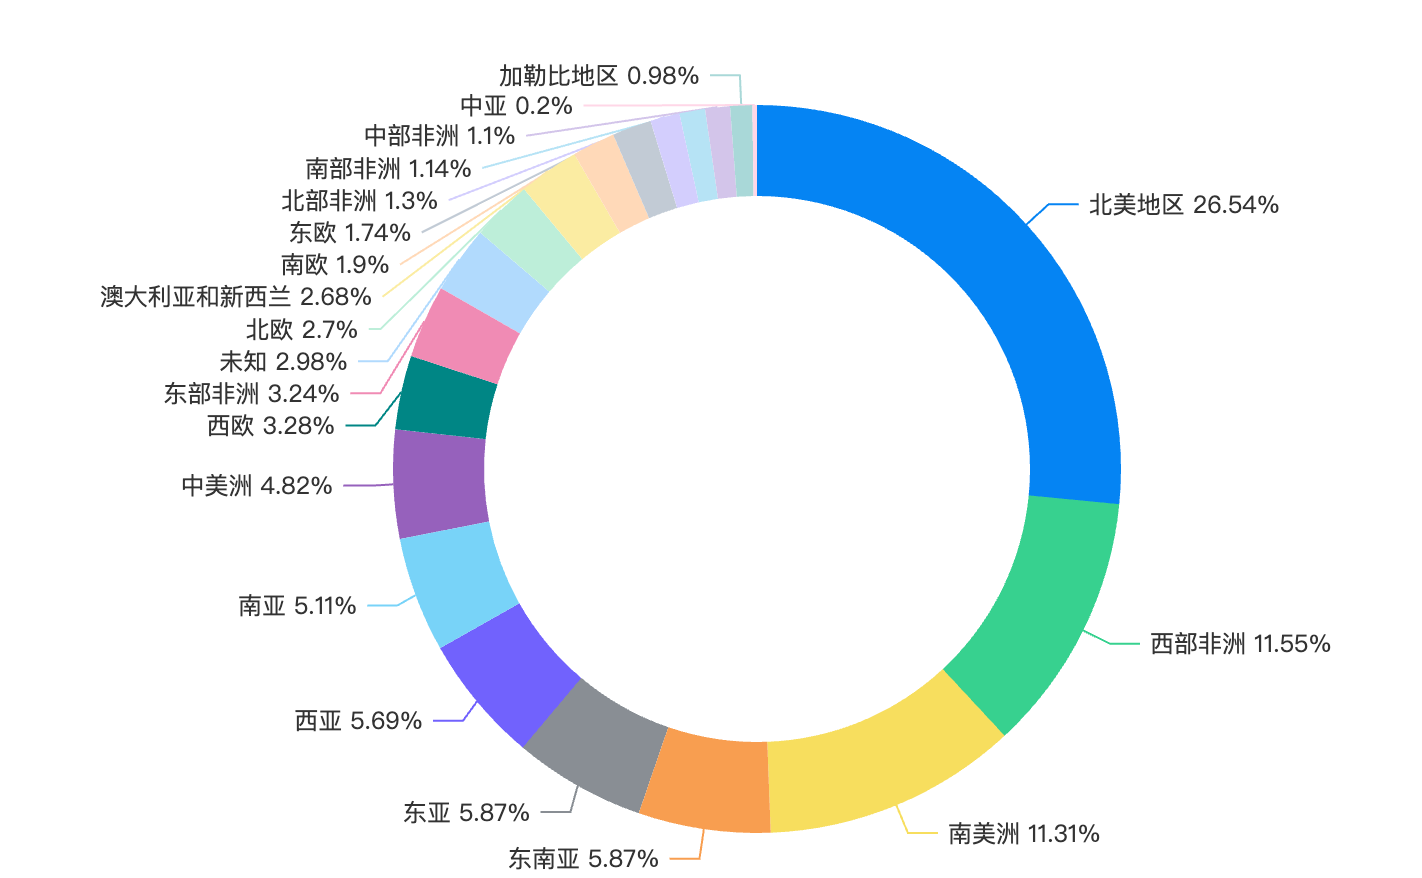 加勒比地区 0.98%
中亚 0.2%
中部非洲 1.1%
南部非洲 1.14%
北部非洲 1.3%
北美地区 26.54%
东欧 1.74%
南欧 1.9%
澳大利亚和新西兰 2.68%
北欧 2.7%
未知 2.98%
东部非洲 3.24%
西欧 3.28%
中美洲 4.82%
南亚 5.11%
西部非洲 11.55%
西亚 5.69%
东亚 5.87%
南美洲 11.31%
东南亚 5.87%